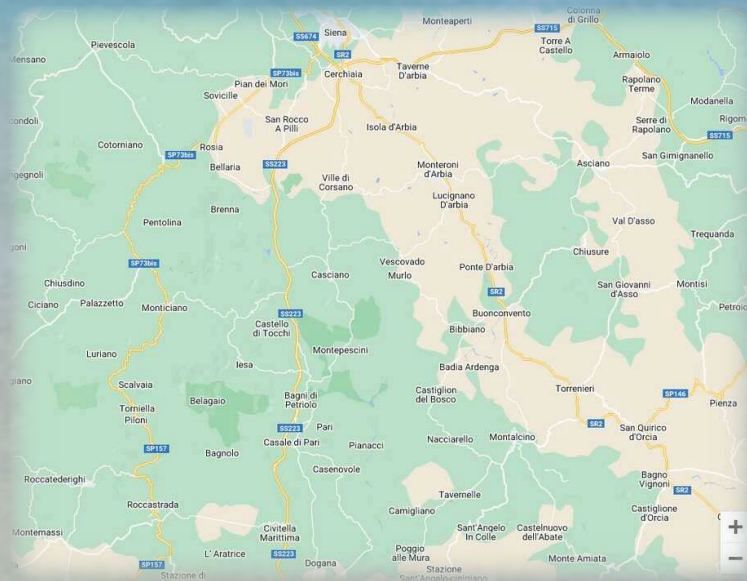 Colonna
di Grillo
Monteaperti
SS715
Siena
SS674
Torre A
Castello
Pievescola
SR2
Armaiolo
Mensano
Taverne
D'arbia
Cerchiaia
SP73bis
Rapolano
Terme
Pian dei Mori
Sovicille
Modanella
San Rocco
A Pilli
Isola d'Arbia
Serre di
Rapolano
Rigom
condoli
SS715
Cotorniano
Rosia
SP73bis
San Gimignanello
Bellaria
SS223
Monteroni
d'Arbia
Asciano
Ville di
Corsano
Lucignano
D'arbia
Brenna
Pentolina
Val D'asso
Trequanda
Chiusure
Vescovado
Murlo
SP73bis
Ponte D'arbia
Casciano
Chiusdino
San Giovanni
d'Asso
Montisi
SR2
Ciciano
Palazzetto
Monticiano
SS223
Buonconvento
Petroio
Castello
di Tocchi
Bibbiano
Luriano
Montepescini
Iesa
Badia Ardenga
Scalvaia
Castiglion
del Bosco
Torrenieri
SP146
Belagaio
Bagni di
Petriolo
Pienza
Torniella
Piloni
SR2
SS223
Pari
San Quirico
d'Orcia
Casale di Pari
Pianacci
Nacciarello
Montalcino
SP157
Bagnolo
Casenovole
Bagno
Vignoni
Roccatederighi
SR2
Tavernelle
Roccastrada
Camigliano
Castiglione
d'Orcia
Montemassi
Civitella
Marittima
Sant'Angelo
In Colle
Castelnuovo
dell'Abate
L' Aratrice
SS223
Poggio
alle Mura
Monte Amiata
SP157
Dogana
Stazione di
Stazione
+
−